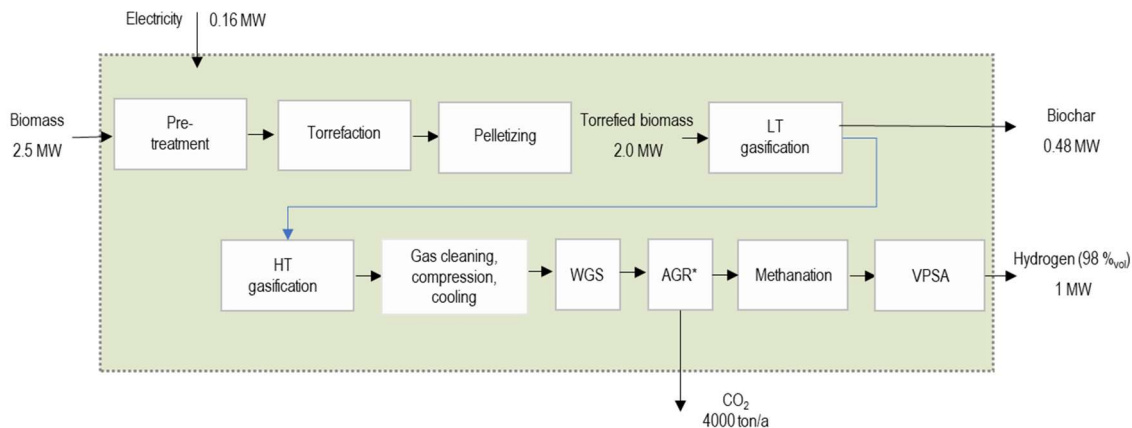 Electricity 0.16 MW
Biomass
2.5 MW
Pre-
treatment
Torrefaction
Pelletizing
Torrefied biomass
2.0 MW
LT
gasification
Biochar
0.48 MW
HT
gasification
Gas cleaning,
compression,
cooling
WGS
AGR*
Methanation
VPSA
Hydrogen (98 %vol)
1 MW
CO2
4000 ton/a